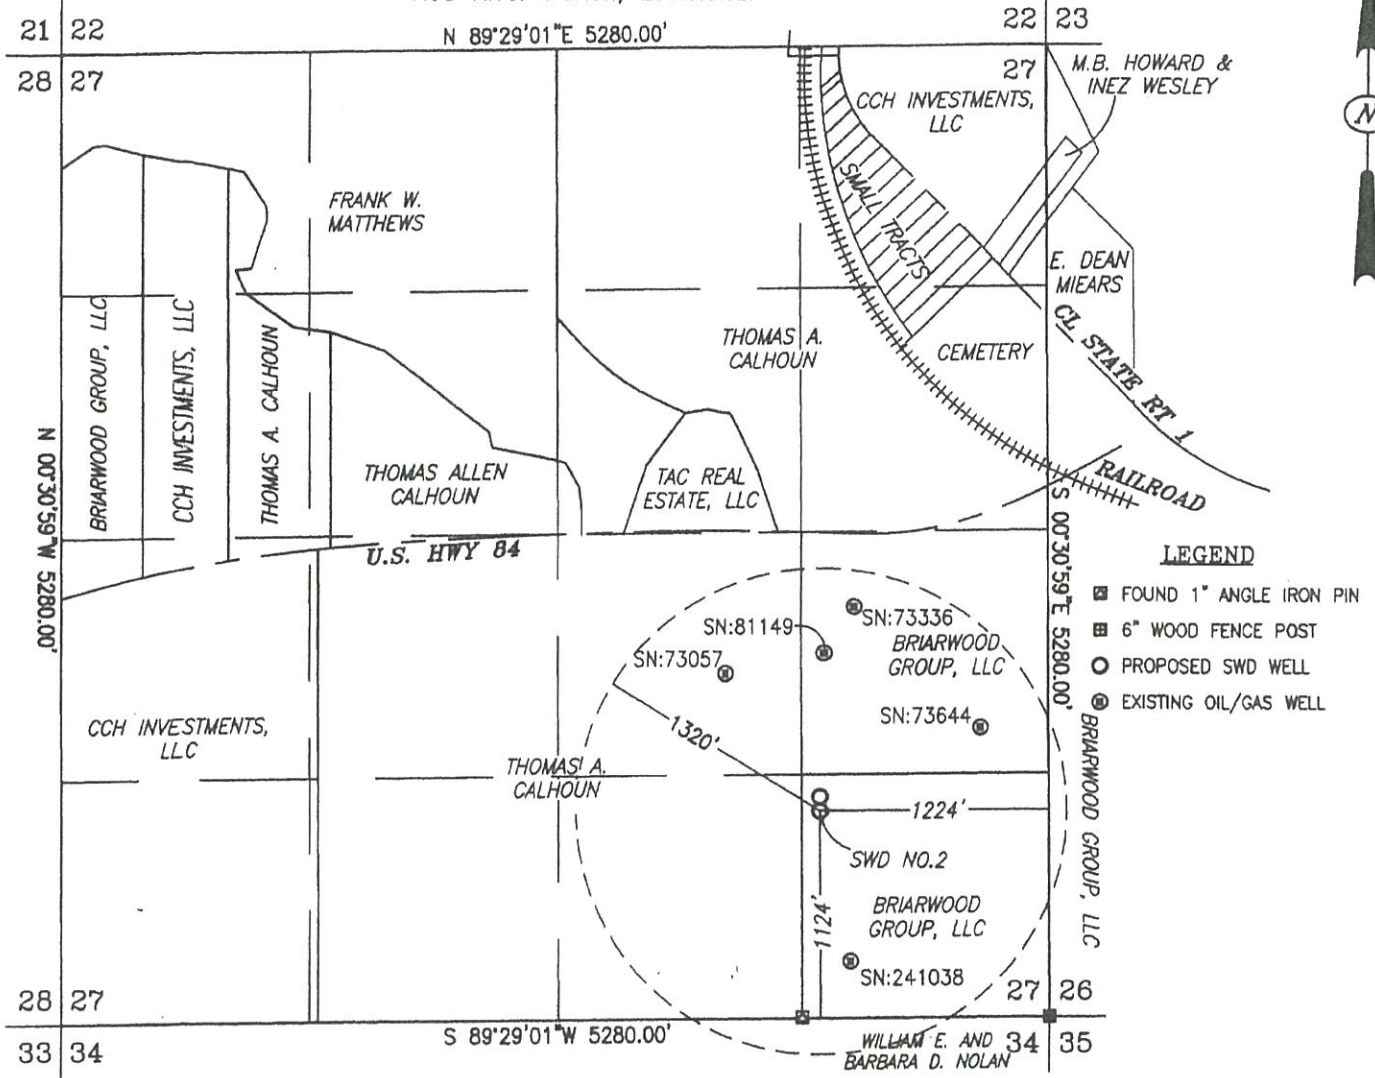 N 89°29'01"E 5280.00'
21 22
22 23
28 27
27
M.B. HOWARD &
INEZ WESLEY
CCH INVESTMENTS,
LLC
N
FRANK W.
MATTHEWS
SMALL TRACTS
E. DEAN
MIEARS
BRIARWOOD GROUP, LLC
CCH INVESTMENTS, LLC
THOMAS A. CALHOUN
THOMAS A.
CALHOUN
CEMETERY
CL STATE RT 1
N 00°30'59"W 5280.00'
THOMAS ALLEN
CALHOUN
TAC REAL
ESTATE, LLC
RAILROAD
S 00°30'59"E 5280.00'
U.S. HWY 84
LEGEND
FOUND 1" ANGLE IRON PIN
6" WOOD FENCE POST
PROPOSED SWD WELL
EXISTING OIL/GAS WELL
SN:73336
SN:81149
BRIARWOOD
GROUP, LLC
SN:73057
SN:73644
1320'
CCH INVESTMENTS,
LLC
BRIARWOOD GROUP, LLC
THOMAS A.
CALHOUN
1224'
SWD NO.2
1124'
BRIARWOOD
GROUP, LLC
SN:241038
28 27
27 26
S 89°29'01"W 5280.00'
33 34
WILLIAM E. AND
BARBARA D. NOLAN
34 35